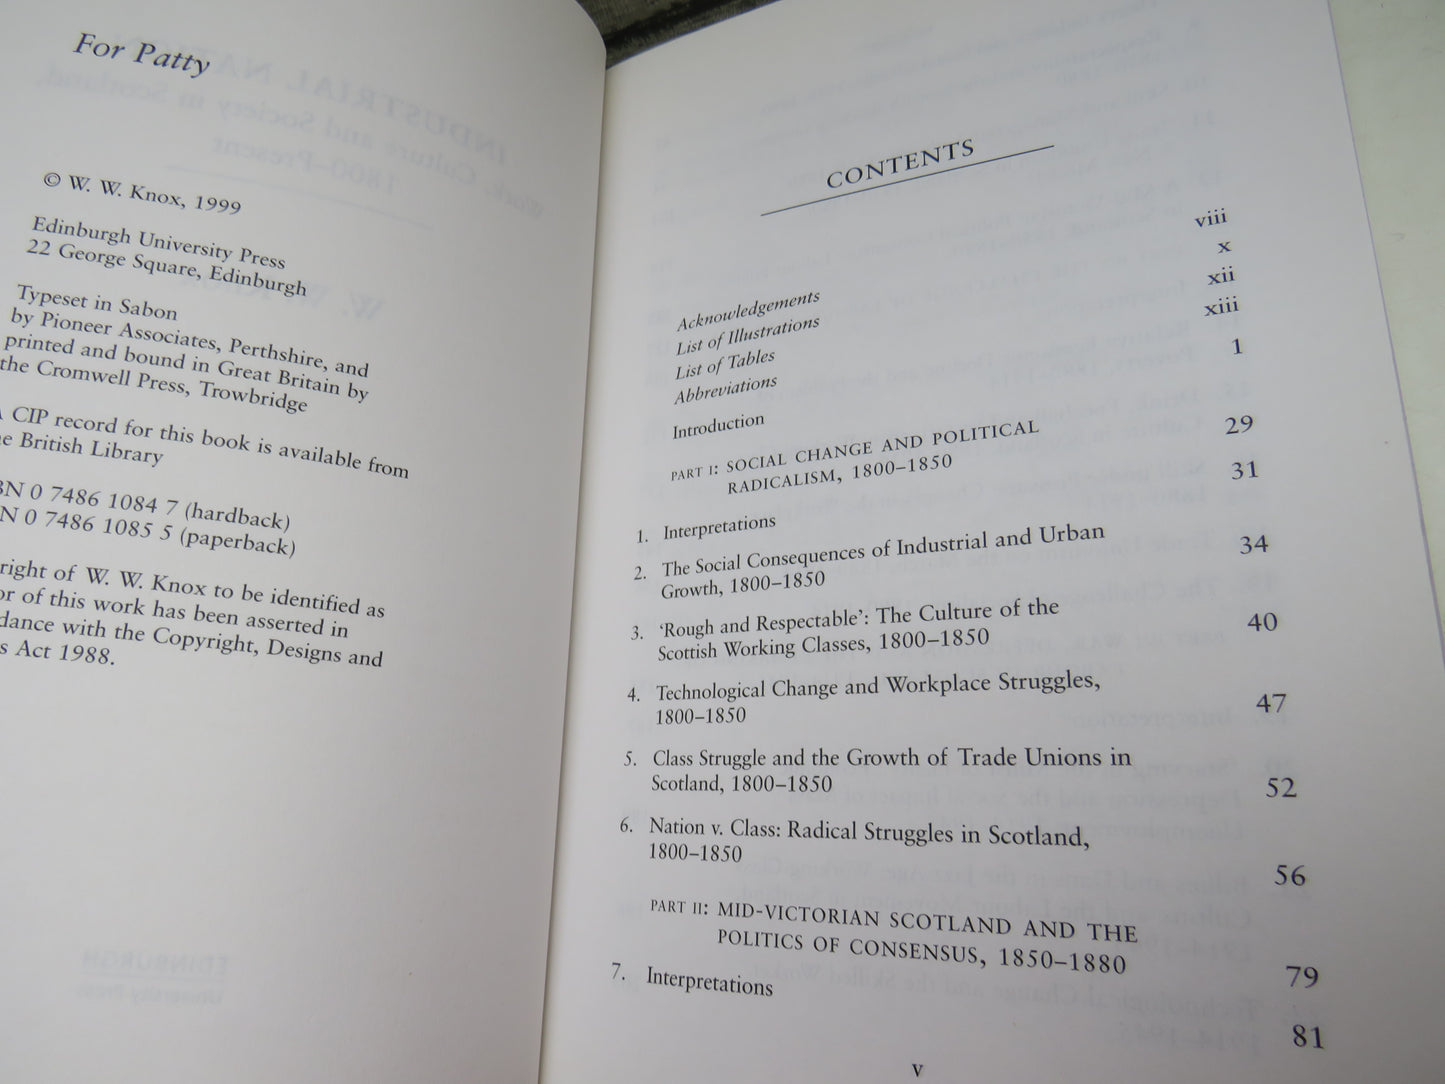 For Patty
© W. W. Knox, 1999
Edinburgh University Press
22 George Square, Edinburgh
Typeset in Sabon
by Pioneer Associates, Perthshire, and
printed and bound in Great Britain by
the Cromwell Press, Trowbridge
CIP record for this book is available from
British Library
0 7486 1084 7 (hardback)
0 7486 1085 5 (paperback)
right of W. W. Knox to be identified as
of this work has been asserted in
with the Copyright, Designs and
Act 1988.
CONTENTS
Acknowledgements viii
List of Illustrations x
List of Tables xii
Abbreviations xiii
Introduction 1
PART I: SOCIAL CHANGE AND POLITICAL
RADICALISM, 1800–1850 29
1. Interpretations 31
2. The Social Consequences of Industrial and Urban
Growth, 1800–1850 34
3. ‘Rough and Respectable’: The Culture of the
Scottish Working Classes, 1800–1850 40
4. Technological Change and Workplace Struggles,
1800–1850 47
5. Class Struggle and the Growth of Trade Unions in
Scotland, 1800–1850 52
6. Nation v. Class: Radical Struggles in Scotland,
1800–1850 56
PART II: MID-VICTORIAN SCOTLAND AND THE
POLITICS OF CONSENSUS, 1850–1880 79
7. Interpretations 81
v